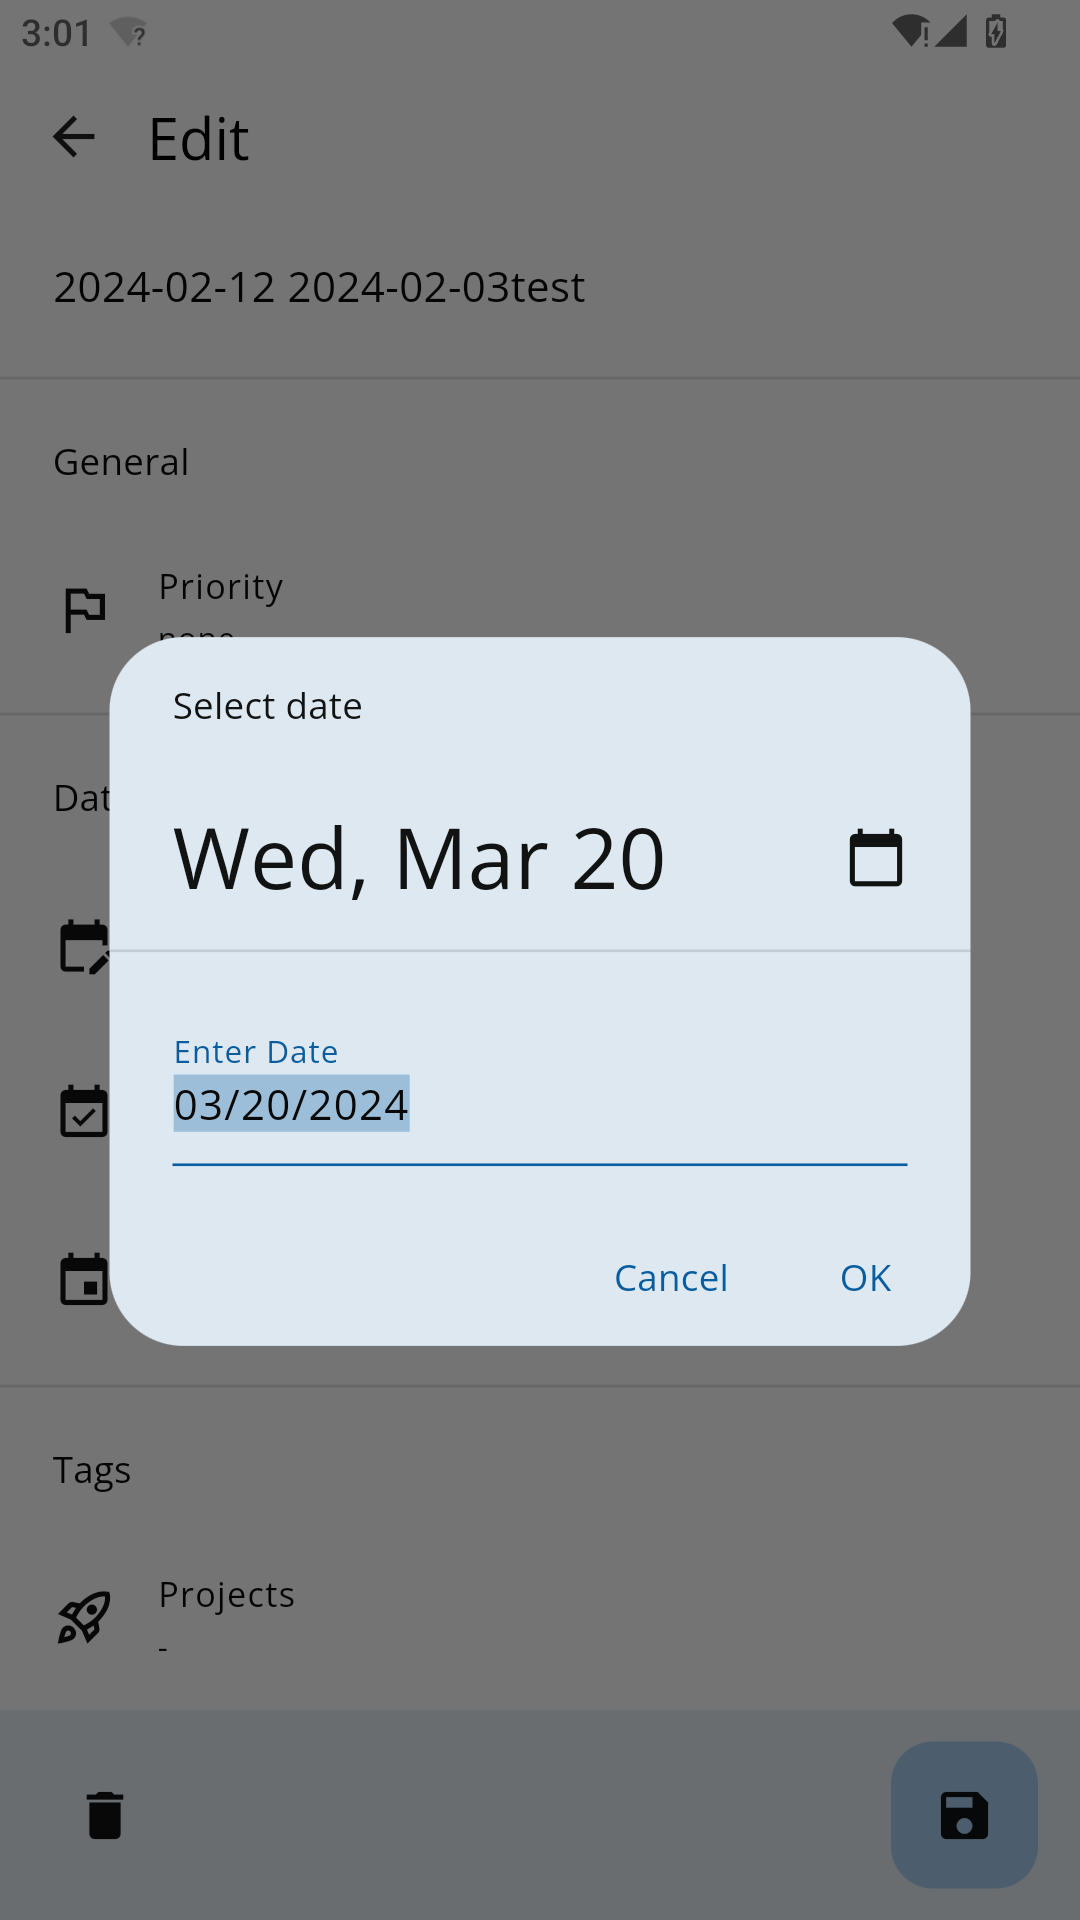 3:01
Edit
2024-02-12 2024-02-03test
General
Priority
none
Select date
Dat
Wed, Mar 20
Enter Date
03/20/2024
Cancel OK
Tags
Projects
-